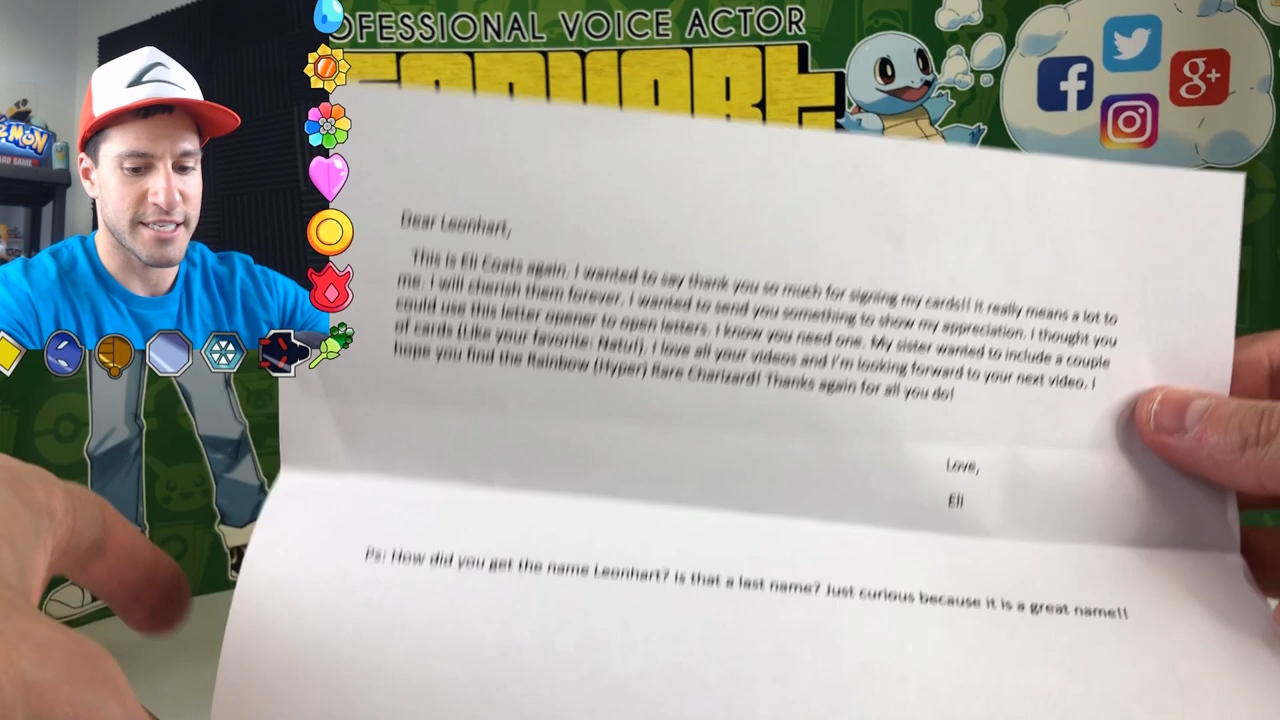 PROFESSIONAL VOICE ACTOR
LEONHART
POKéMON
CARD GAME
f
g+
Dear Leonhart,
This is Eli Coats again. I wanted to say thank you so much for signing my cards!! It really means a lot to
me. I will cherish them forever. I wanted to send you something to show my appreciation. I thought you
could use this letter opener to open letters. I know you need one. My sister wanted to include a couple
of cards (Like your favorite: Natu!). I love all your videos and I'm looking forward to your next video. I
hope you find the Rainbow (Hyper) Rare Charizard! Thanks again for all you do!
Love,
Eli
Ps: How did you get the name Leonhart? Is that a last name? Just curious because it is a great name!!